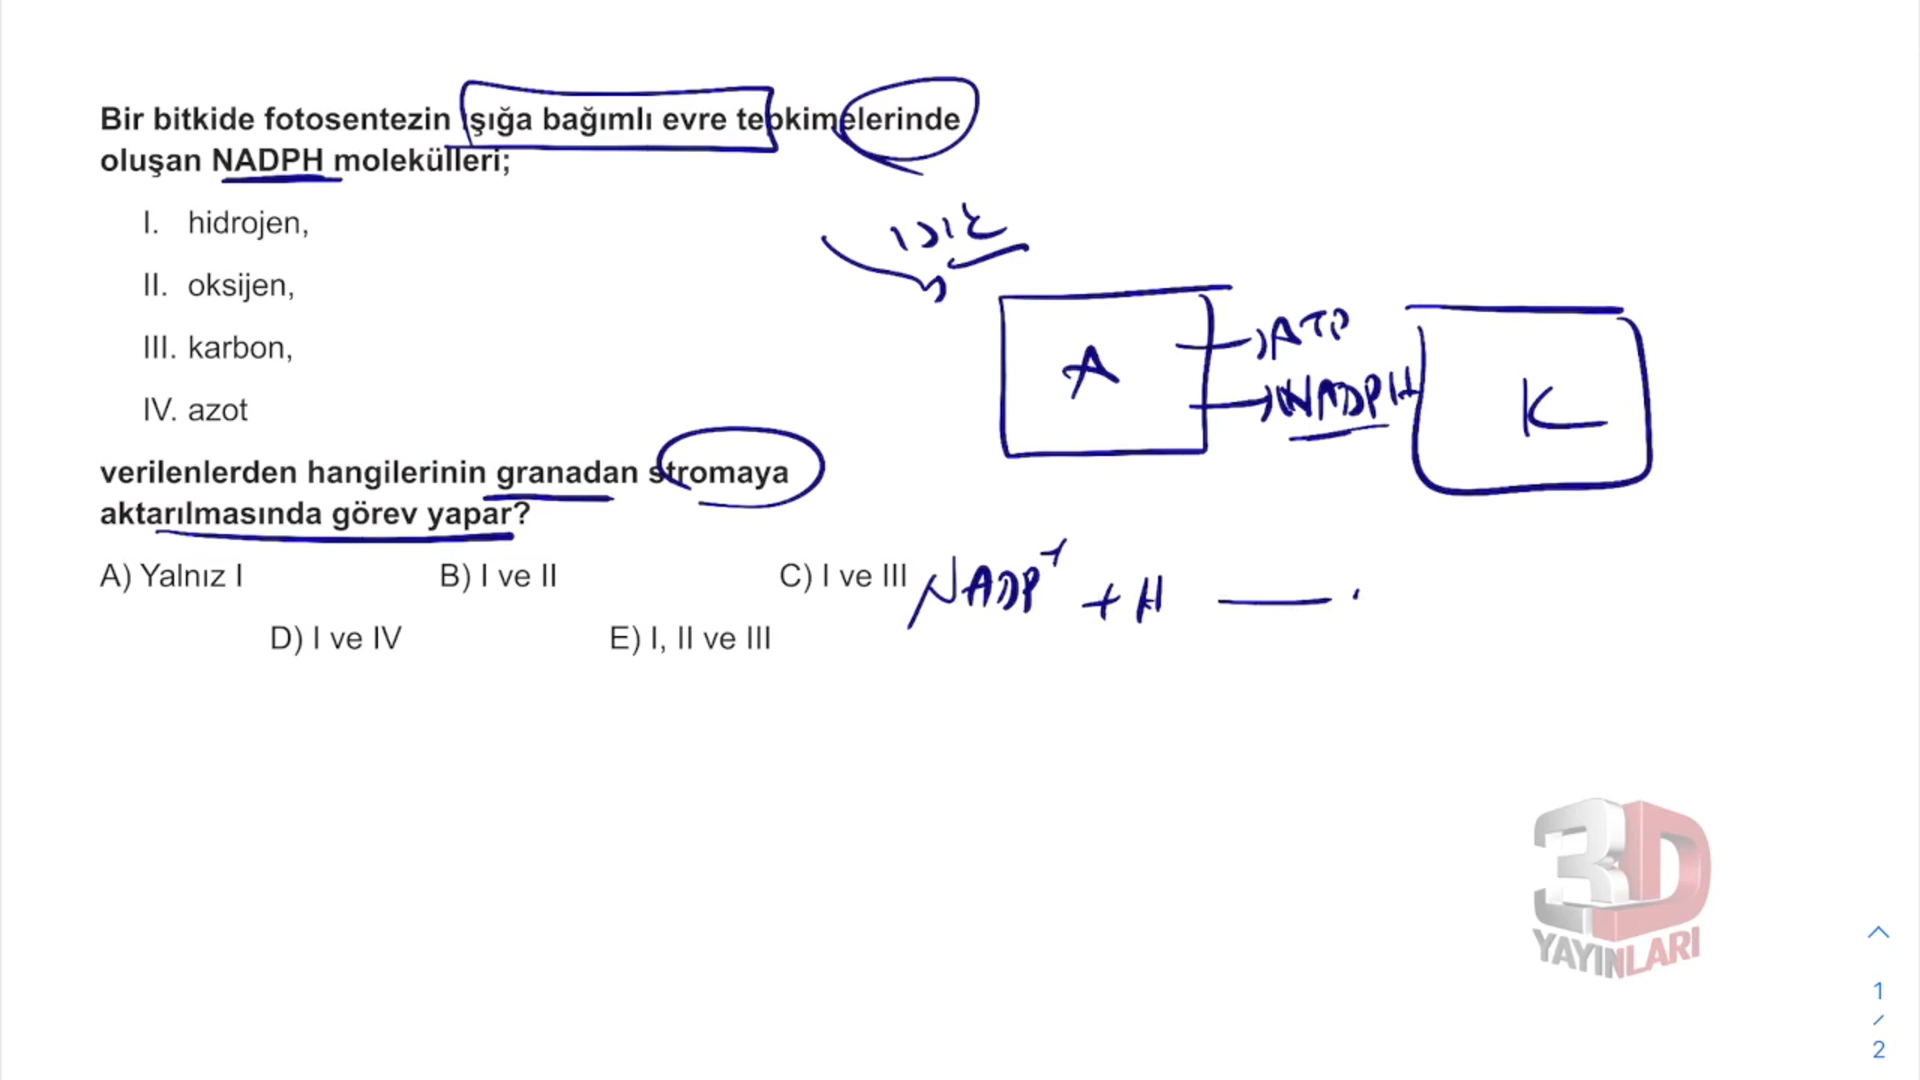 Bir bitkide fotosentezin ışığa bağımlı evre tepkimelerinde
oluşan NADPH molekülleri;
I. hidrojen,
II. oksijen,
III. karbon,
IV. azot
verilenlerden hangilerinin granadan stromaya
aktarılmasında görev yapar?
A) Yalnız I B) I ve II C) I ve III
D) I ve IV E) I, II ve III
ışık
A
ATP
NADPH
K
NADP+ + H
3D
YAYINLARI
1
/
2